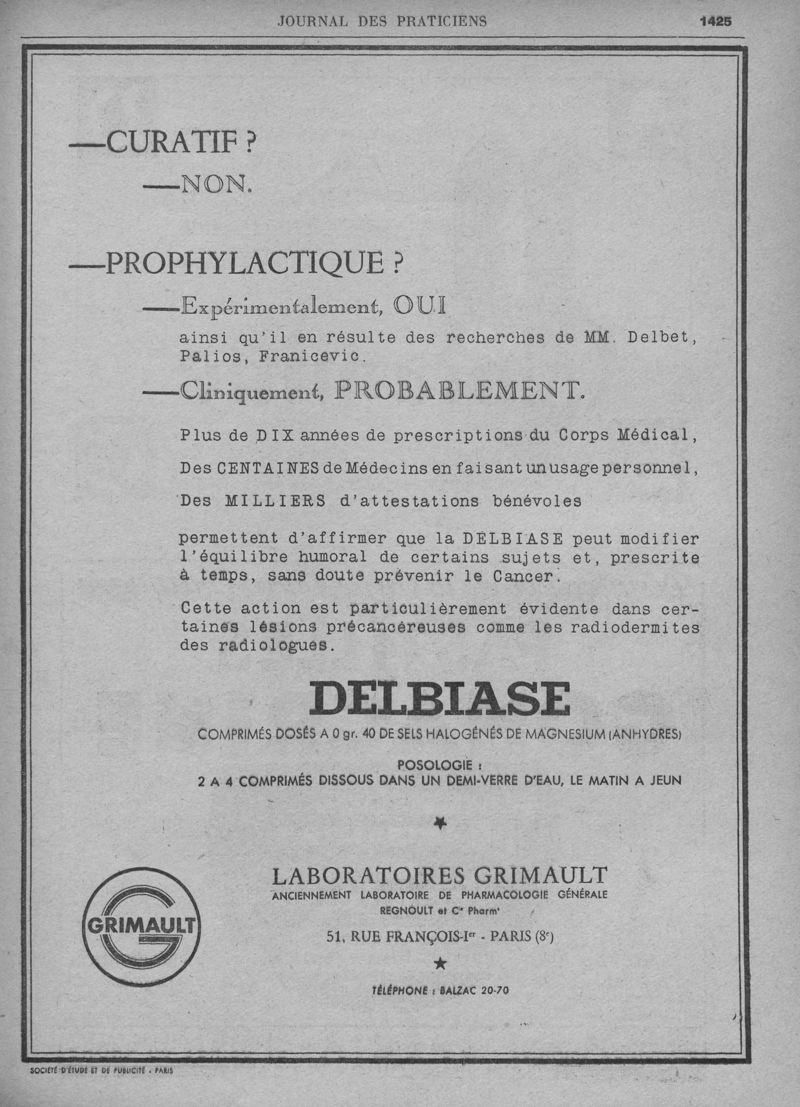 JOURNAL DES PRATICIENS 1425
—CURATIF ?
—NON.
—PROPHYLACTIQUE ?
—Expérimentalement, OUI
ainsi qu'il en résulte des recherches de MM. Delbet,
Palios, Franicevic.
—Cliniquement, PROBABLEMENT.
Plus de DIX années de prescriptions du Corps Médical,
Des CENTAINES de Médecins en faisant un usage personnel,
Des MILLIERS d'attestations bénévoles
permettent d'affirmer que la DELBIASE peut modifier
l'équilibre humoral de certains sujets et, prescrite
à temps, sans doute prévenir le Cancer.
Cette action est particulièrement évidente dans cer-
taines lésions précancéreuses comme les radiodermites
des radiologues.
DELBIASE
COMPRIMÉS DOSÉS A 0 gr. 40 DE SELS HALOGÉNÉS DE MAGNESIUM (ANHYDRES)
POSOLOGIE :
2 A 4 COMPRIMÉS DISSOUS DANS UN DEMI-VERRE D'EAU, LE MATIN A JEUN
GRIMAULT
LABORATOIRES GRIMAULT
ANCIENNEMENT LABORATOIRE DE PHARMACOLOGIE GÉNÉRALE
REGNOULT et Cie Pharmt
51, RUE FRANÇOIS-Ier - PARIS (8e)
TÉLÉPHONE : BALZAC 20-70
SOCIÉTÉ D'ÉTUDE ET DE PUBLICITÉ - PARIS